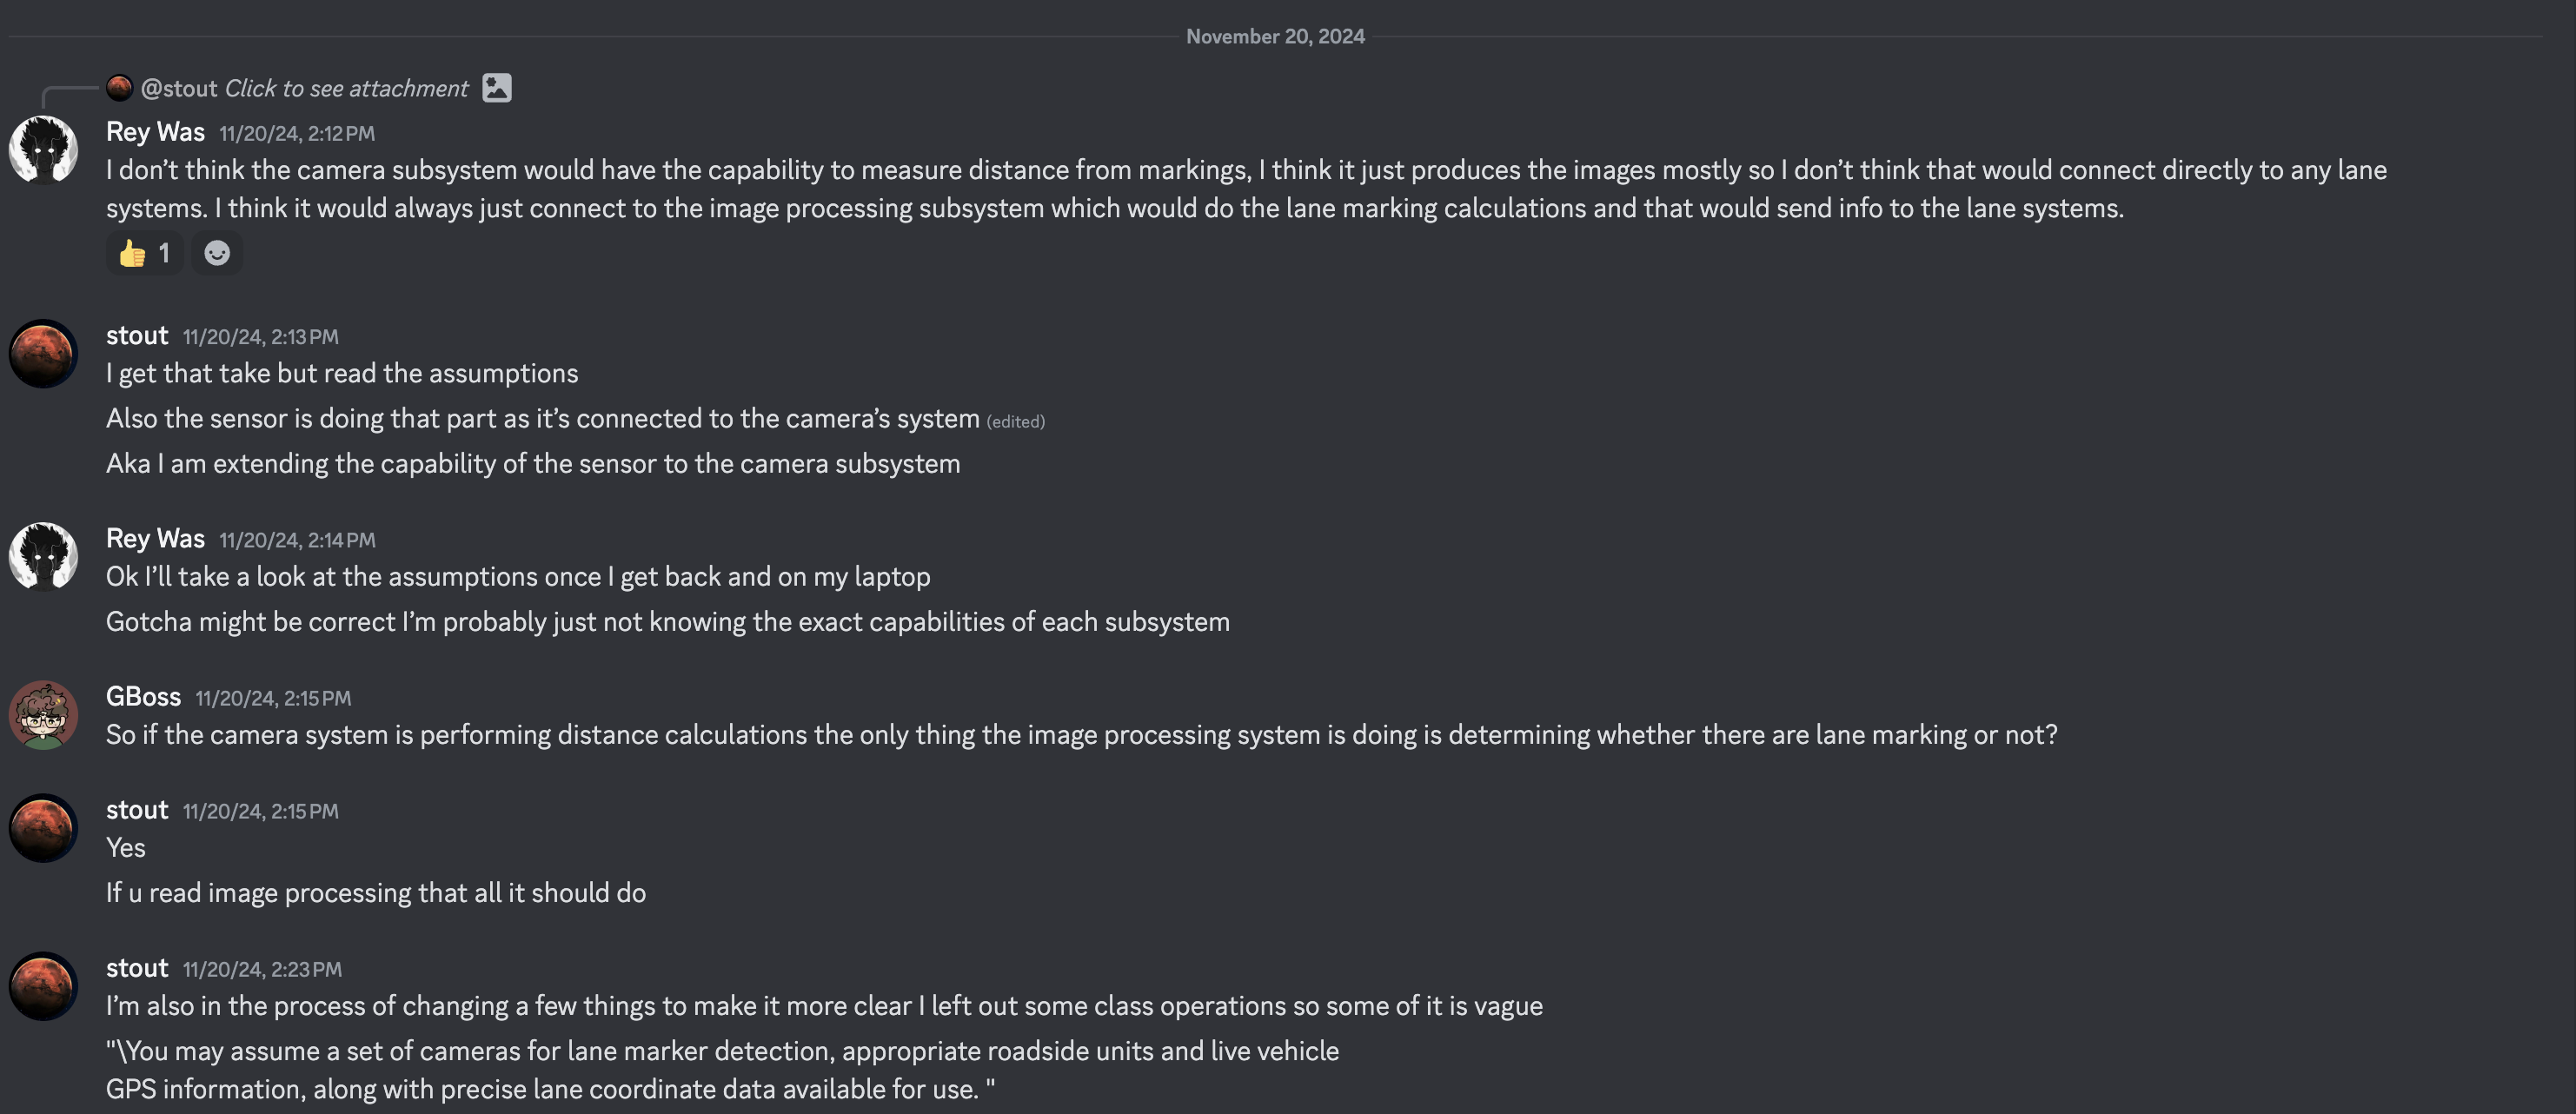 November 20, 2024
@stout Click to see attachment
Rey Was 11/20/24, 2:12 PM
I don’t think the camera subsystem would have the capability to measure distance from markings, I think it just produces the images mostly so I don’t think that would connect directly to any lane
systems. I think it would always just connect to the image processing subsystem which would do the lane marking calculations and that would send info to the lane systems.
👍 1
stout 11/20/24, 2:13 PM
I get that take but read the assumptions
Also the sensor is doing that part as it’s connected to the camera’s system (edited)
Aka I am extending the capability of the sensor to the camera subsystem
Rey Was 11/20/24, 2:14 PM
Ok I’ll take a look at the assumptions once I get back and on my laptop
Gotcha might be correct I’m probably just not knowing the exact capabilities of each subsystem
GBoss 11/20/24, 2:15 PM
So if the camera system is performing distance calculations the only thing the image processing system is doing is determining whether there are lane marking or not?
stout 11/20/24, 2:15 PM
Yes
If u read image processing that all it should do
stout 11/20/24, 2:23 PM
I’m also in the process of changing a few things to make it more clear I left out some class operations so some of it is vague
"\You may assume a set of cameras for lane marker detection, appropriate roadside units and live vehicle
GPS information, along with precise lane coordinate data available for use. "